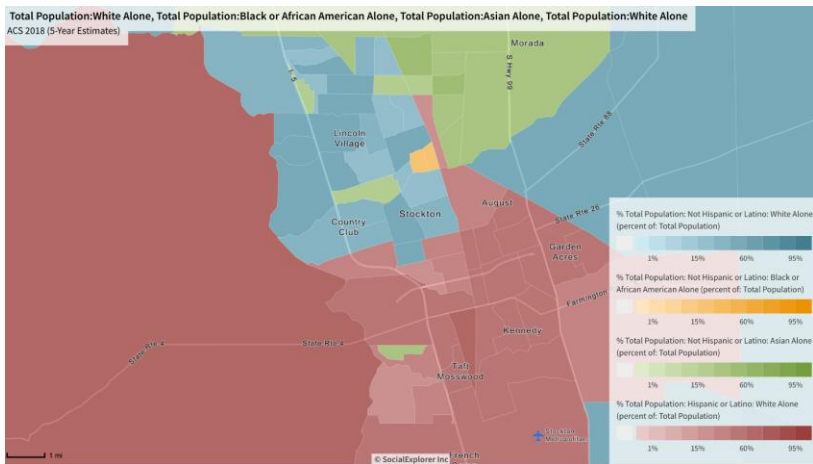 Total Population:White Alone, Total Population:Black or African American Alone, Total Population:Asian Alone, Total Population:White Alone
ACS 2018 (5-Year Estimates)
Morada
I- 5
S Hwy 99
State Rte 88
Lincoln
Village
August
Stockton
Country
Club
State Rte 26
Garden
Acres
Farmington
Kennedy
State Rte 4
State Rte 4
Taft
Mosswood
Stockton
Metropolitan
French
% Total Population: Not Hispanic or Latino: White Alone
(percent of: Total Population)
1% 15% 60% 95%
% Total Population: Not Hispanic or Latino: Black or
African American Alone (percent of: Total Population)
1% 15% 60% 95%
% Total Population: Not Hispanic or Latino: Asian Alone
(percent of: Total Population)
1% 15% 60% 95%
% Total Population: Hispanic or Latino: White Alone
(percent of: Total Population)
1% 15% 60% 95%
1 mi
© SocialExplorer Inc